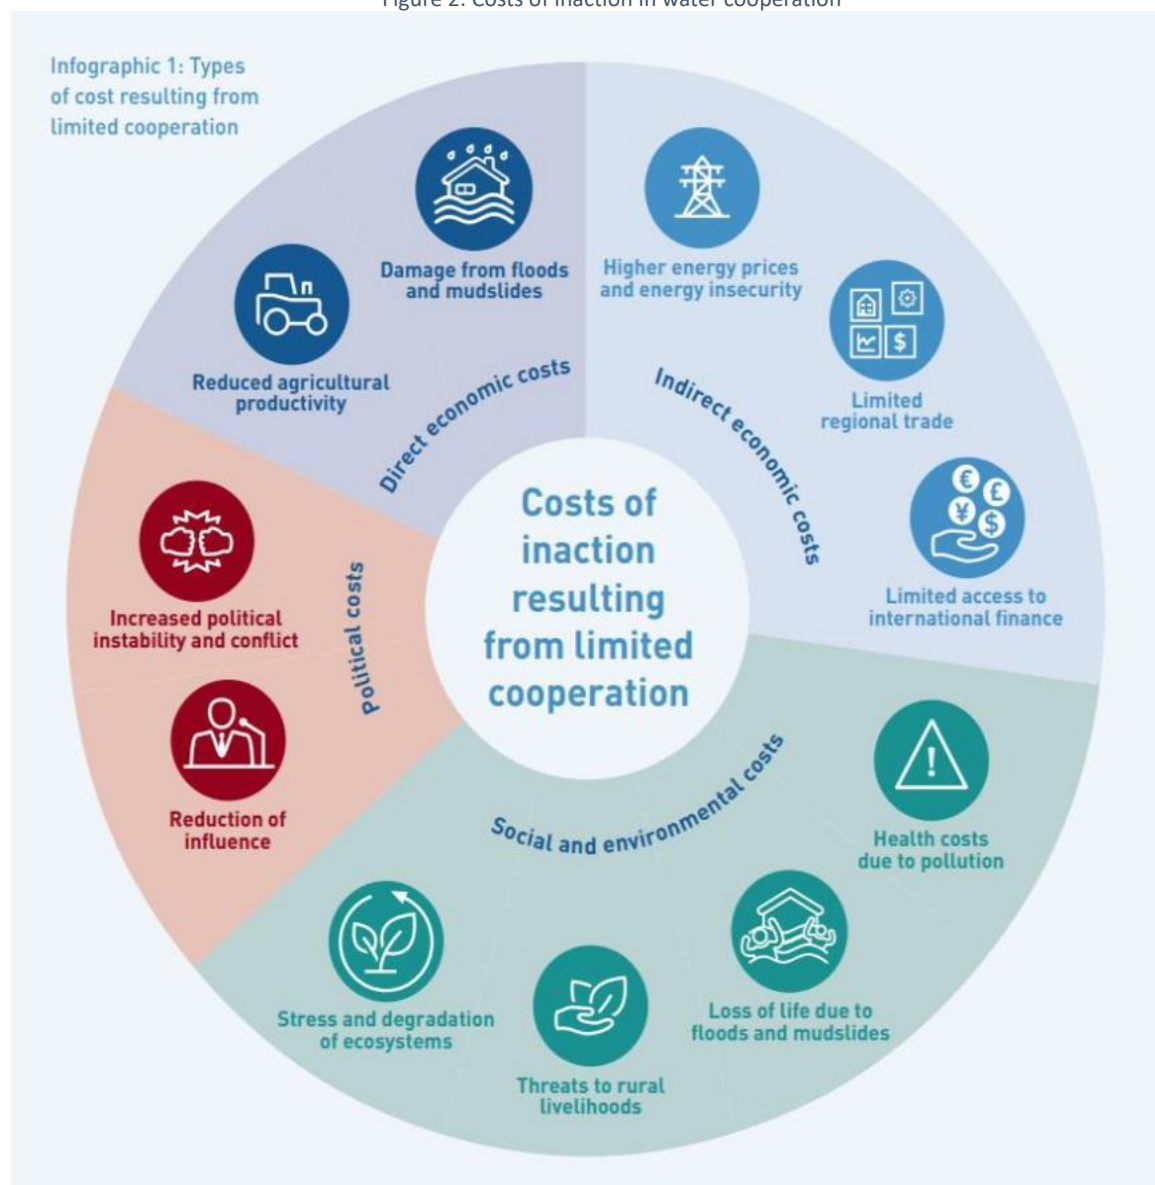 Figure 2: Costs of inaction in water cooperation
Infographic 1: Types
of cost resulting from
limited cooperation
Damage from floods
and mudslides
Reduced agricultural
productivity
Direct economic costs
Higher energy prices
and energy insecurity
Limited
regional trade
Limited access to
international finance
Indirect economic costs
Costs of
inaction
resulting
from limited
cooperation
Increased political
instability and conflict
Reduction of
influence
Political costs
Social and environmental costs
Health costs
due to pollution
Loss of life due to
floods and mudslides
Threats to rural
livelihoods
Stress and degradation
of ecosystems